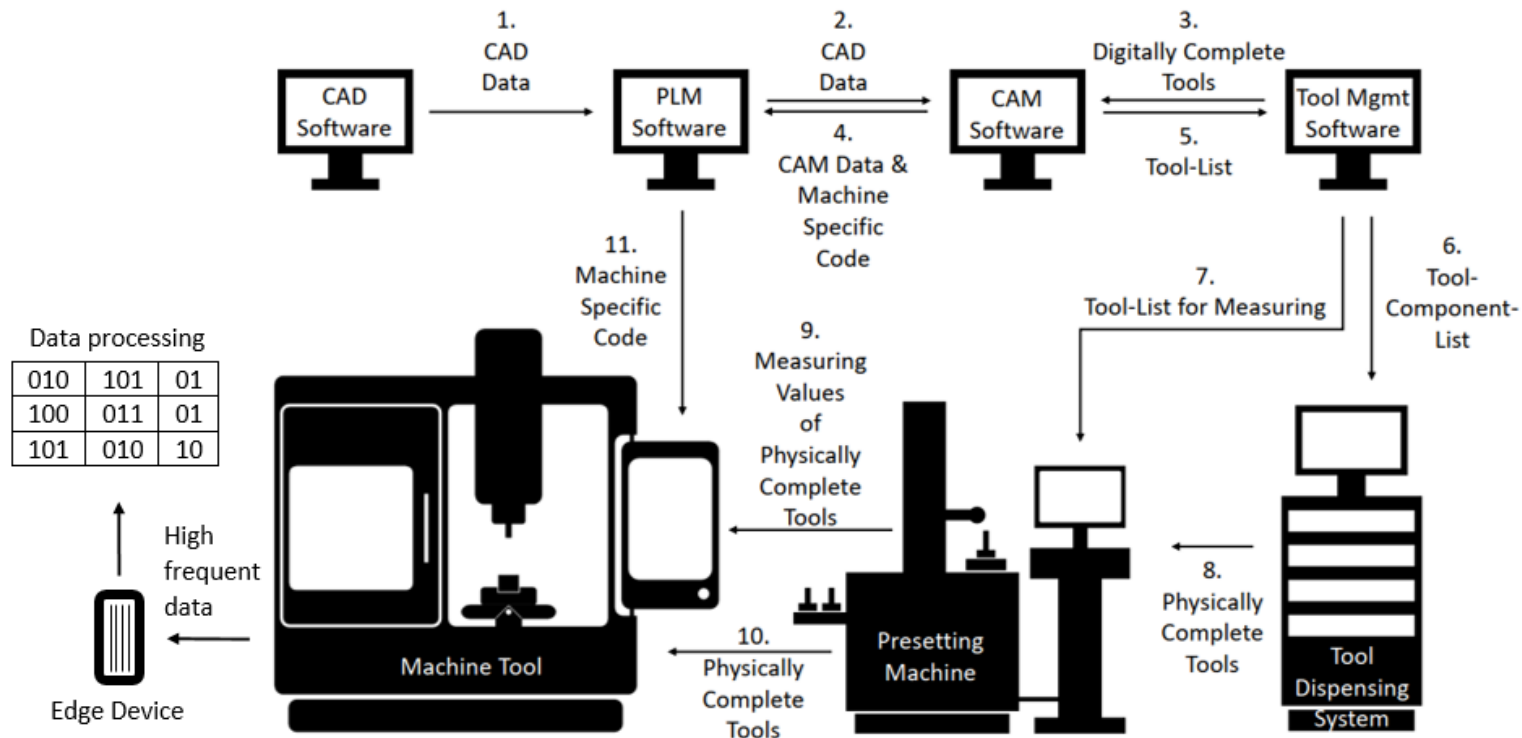 1.
CAD
Data
2.
CAD
Data
3.
Digitally Complete
Tools
CAD
Software
PLM
Software
CAM
Software
Tool Mgmt
Software
4.
CAM Data &
Machine
Specific
Code
5.
Tool-List
11.
Machine
Specific
Code
6.
Tool-
Component-
List
7.
Tool-List for Measuring
9.
Measuring
Values
of
Physically
Complete
Tools
Data processing
010 101 01
100 011 01
101 010 10
High
frequent
data
8.
Physically
Complete
Tools
10.
Physically
Complete
Tools
Machine Tool
Presetting
Machine
Tool
Dispensing
System
Edge Device